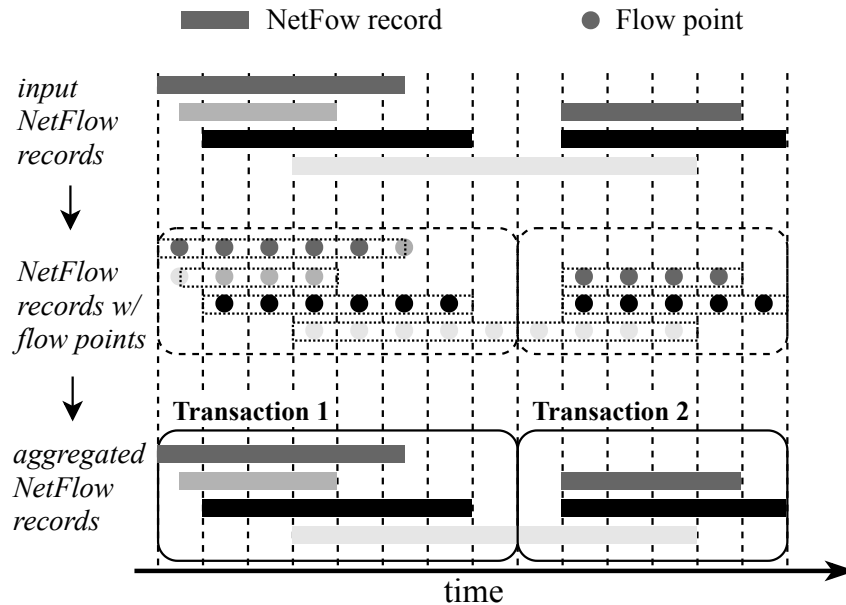 NetFow record
Flow point
input
NetFlow
records
NetFlow
records w/
flow points
Transaction 1
Transaction 2
aggregated
NetFlow
records
time